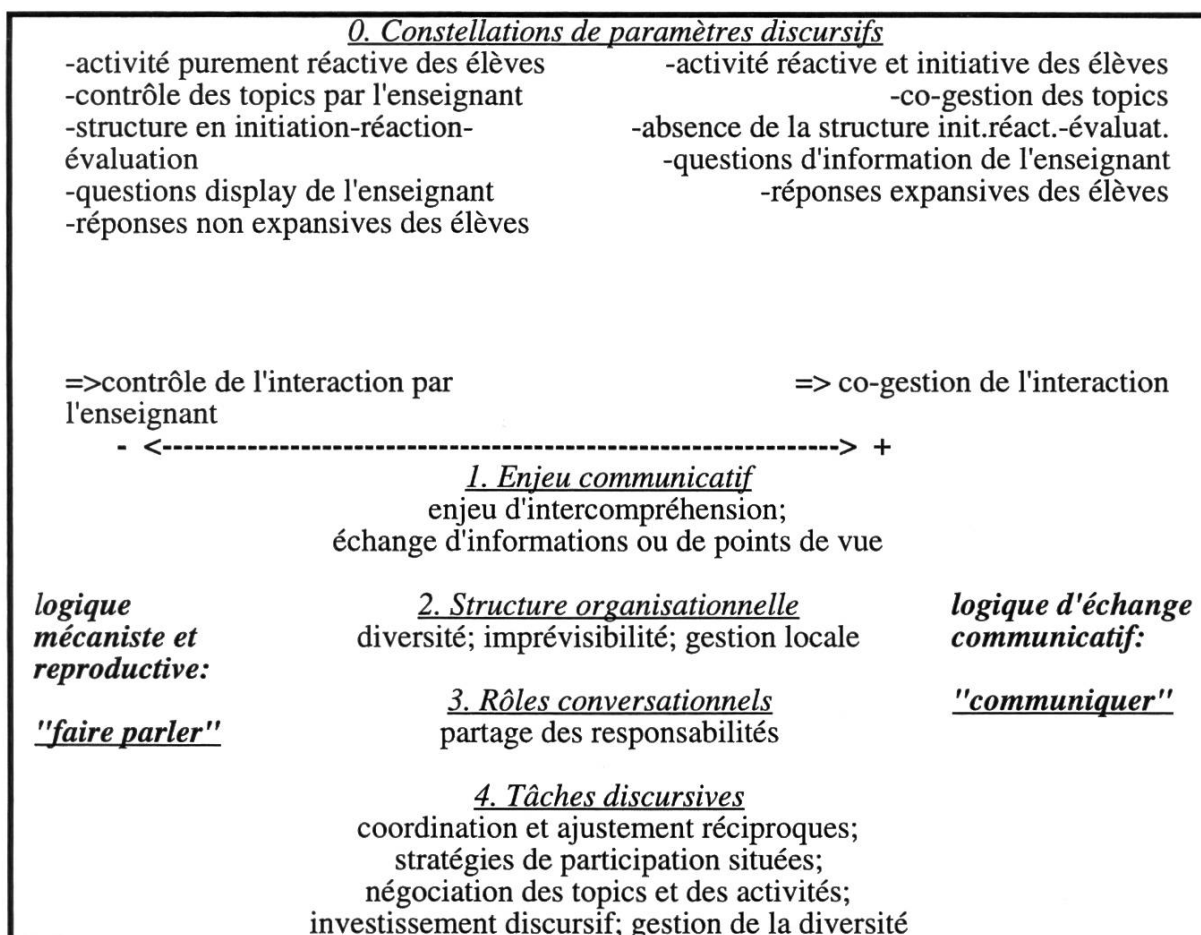 0. Constellations de paramètres discursifs
-activité purement réactive des élèves
-contrôle des topics par l'enseignant
-structure en initiation-réaction-
évaluation
-questions display de l'enseignant
-réponses non expansives des élèves
-activité réactive et initiative des élèves
-co-gestion des topics
-absence de la structure init.réact.-évaluat.
-questions d'information de l'enseignant
-réponses expansives des élèves
=>contrôle de l'interaction par
l'enseignant
=> co-gestion de l'interaction
- <--------------------------------------------------> +
1. Enjeu communicatif
enjeu d'intercompréhension;
échange d'informations ou de points de vue
logique
mécaniste et
reproductive:
"faire parler"
2. Structure organisationnelle
diversité; imprévisibilité; gestion locale
3. Rôles conversationnels
partage des responsabilités
logique d'échange
communicatif:
"communiquer"
4. Tâches discursives
coordination et ajustement réciproques;
stratégies de participation situées;
négociation des topics et des activités;
investissement discursif; gestion de la diversité